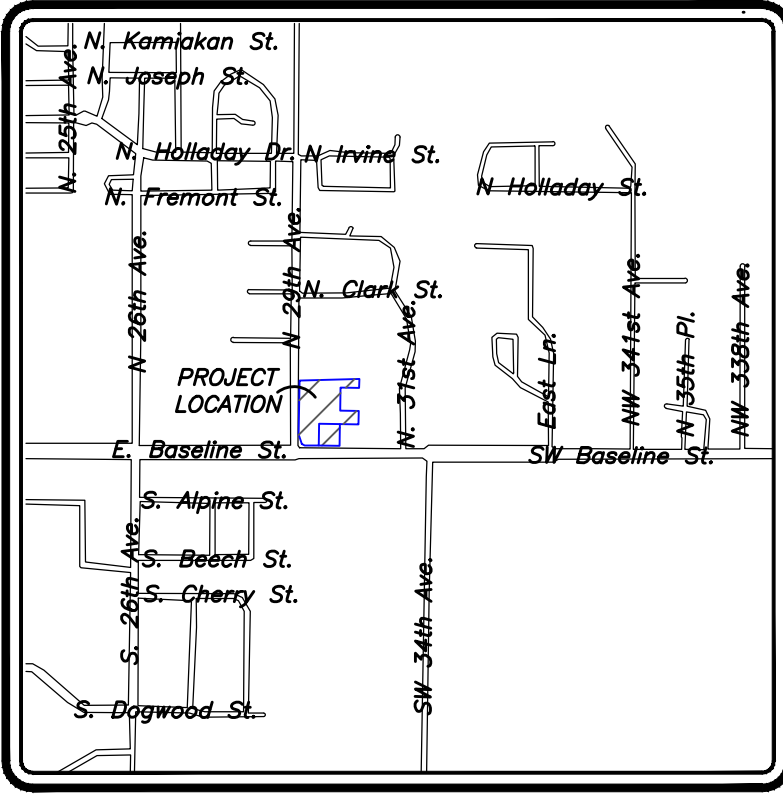 N. Kamiakan St.
N. Joseph St.
N. 25th Ave.
N. Holladay Dr.
N Irvine St.
N. Fremont St.
N Holladay St.
N 26th Ave.
N 29th Ave.
N. Clark St.
N. 31st Ave.
East Ln.
NW 341st Ave.
N 35th Pl.
NW 338th Ave.
PROJECT
LOCATION
E. Baseline St.
SW Baseline St.
S. Alpine St.
S. 26th Ave.
S. Beech St.
S. Cherry St.
SW 34th Ave.
S. Dogwood St.